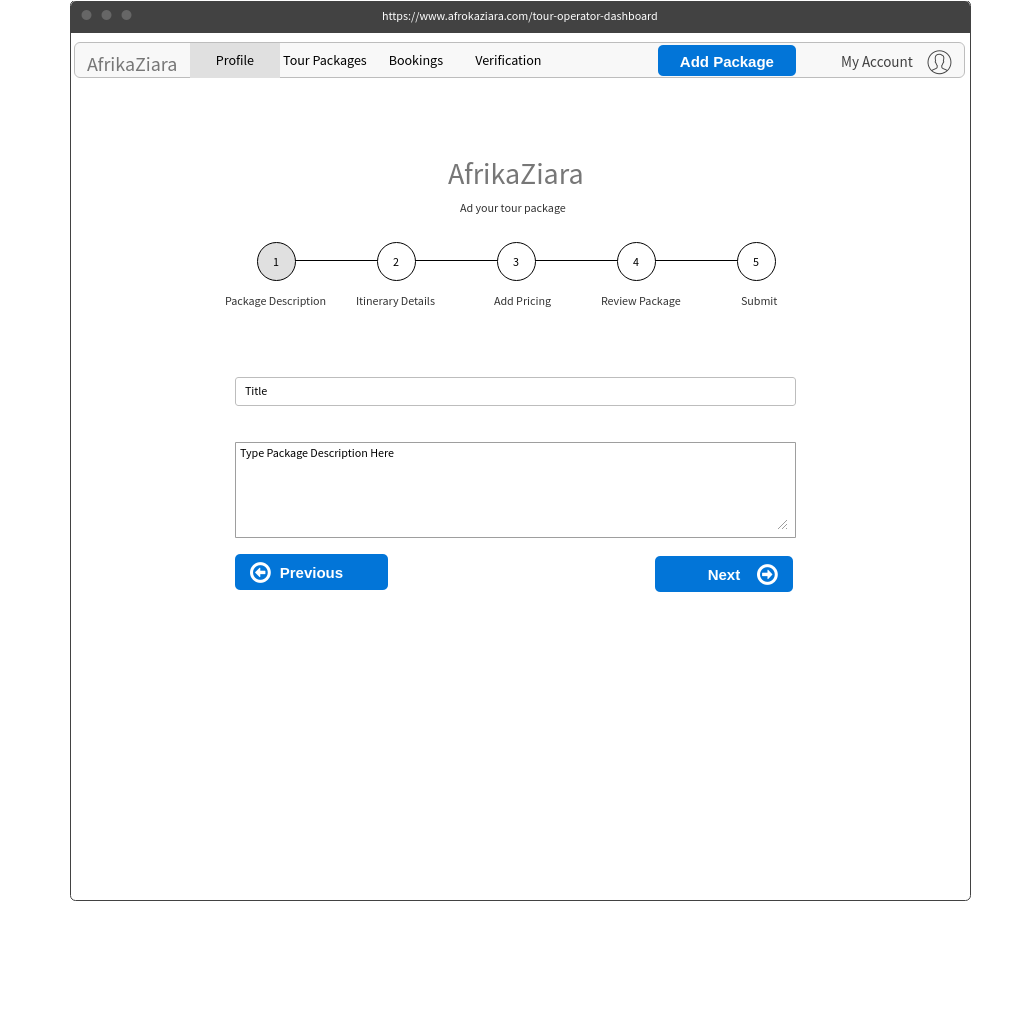 https://www.afrokaziara.com/tour-operator-dashboard
AfrikaZiara Profile Tour Packages Bookings Verification Add Package My Account
AfrikaZiara
Ad your tour package
1 2 3 4 5
Package Description Itinerary Details Add Pricing Review Package Submit
Title
Type Package Description Here
Previous Next